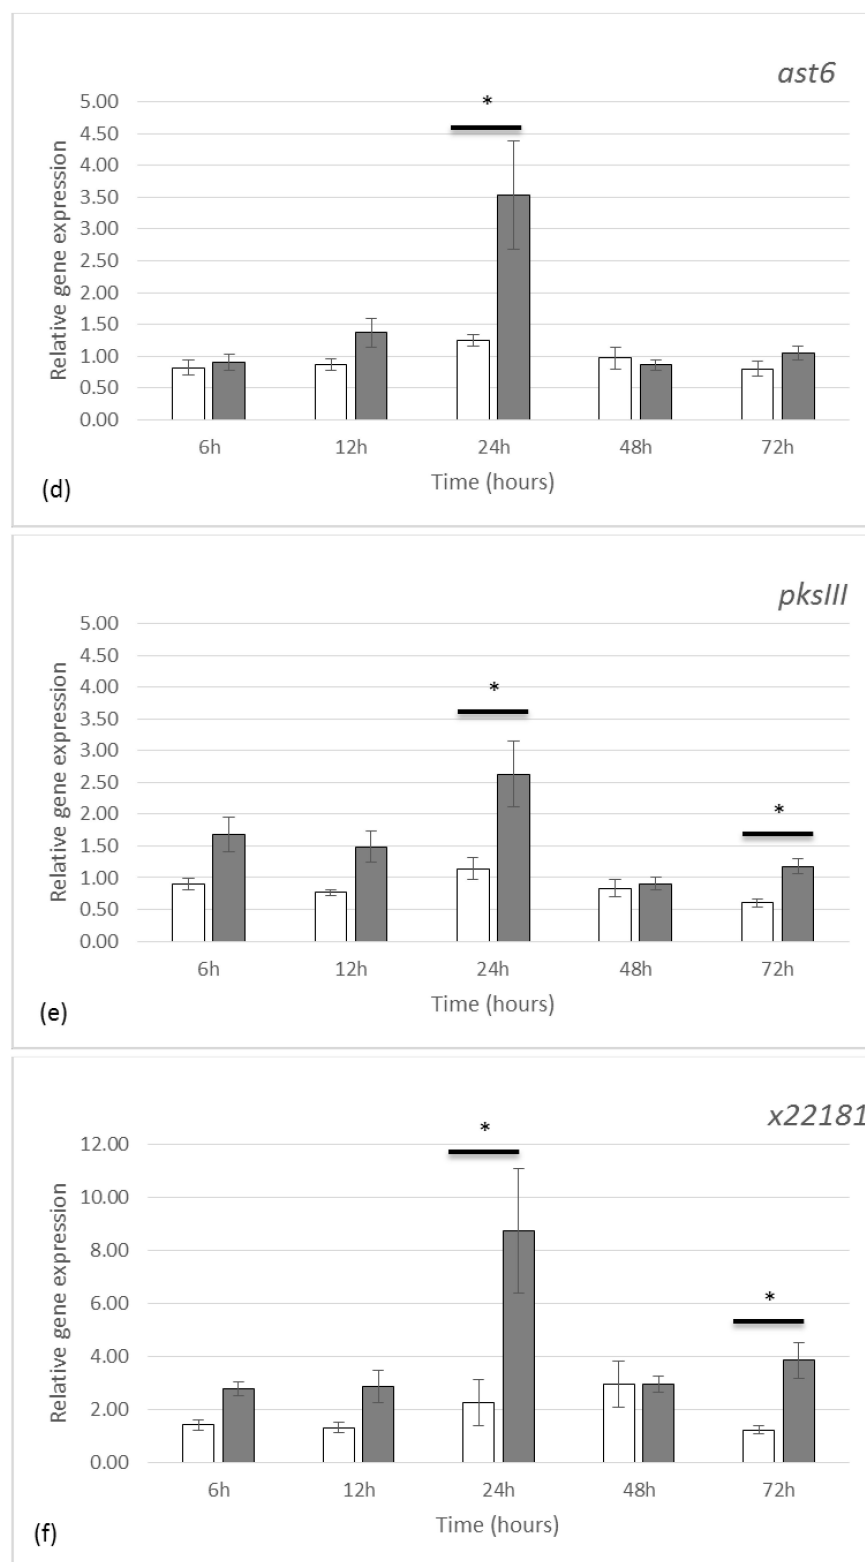 ast6
*
5.00
4.50
4.00
3.50
3.00
2.50
2.00
1.50
1.00
0.50
0.00
Relative gene expression
6h 12h 24h 48h 72h
Time (hours)
(d)
pksIII
5.00
4.50
4.00
3.50
3.00
2.50
2.00
1.50
1.00
0.50
0.00
*
*
Relative gene expression
6h 12h 24h 48h 72h
Time (hours)
(e)
x22181
*
12.00
10.00
8.00
6.00
4.00
2.00
0.00
*
Relative gene expression
6h 12h 24h 48h 72h
Time (hours)
(f)